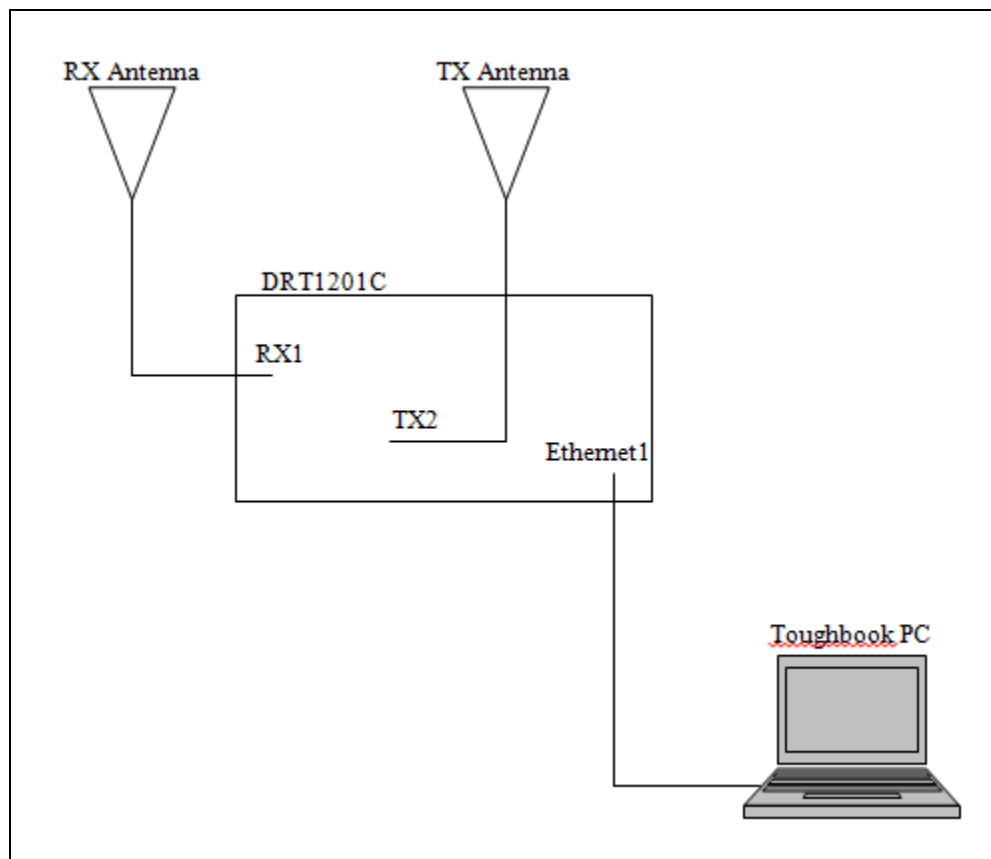 RX Antenna
TX Antenna
DRT1201C
RX1
TX2
Ethernet1
Toughbook PC